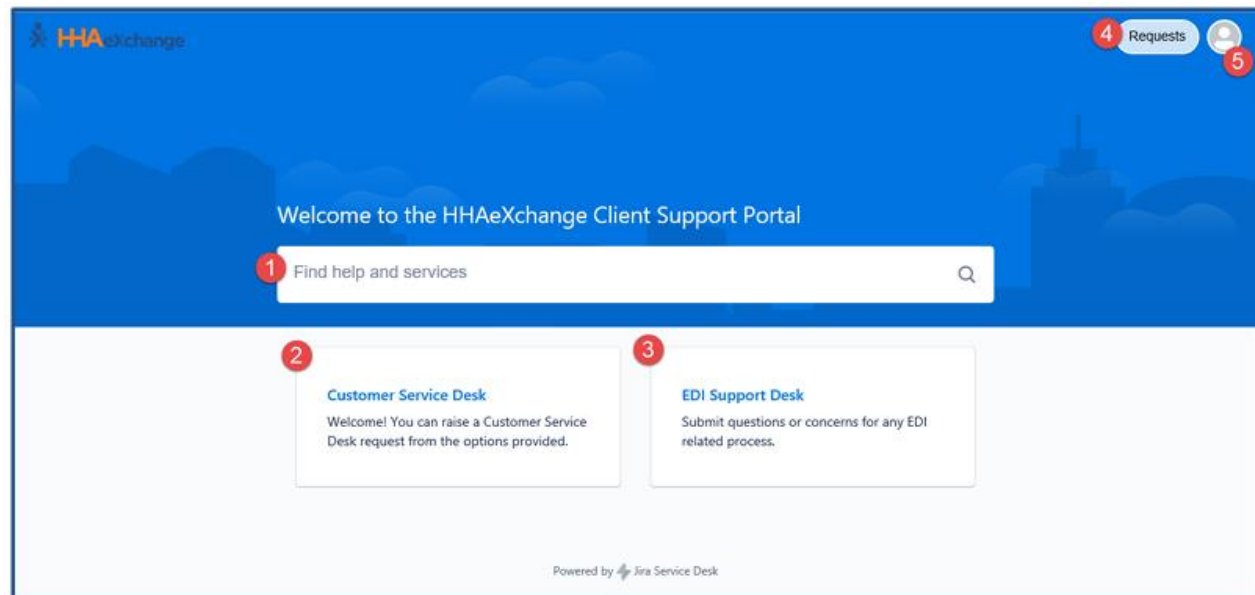 HHAeXchange
4 Requests
5
Welcome to the HHAeXchange Client Support Portal
1 Find help and services
2
3
Customer Service Desk
Welcome! You can raise a Customer Service
Desk request from the options provided.
EDI Support Desk
Submit questions or concerns for any EDI
related process.
Powered by Jira Service Desk